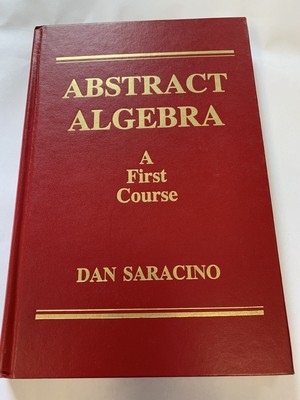 ABSTRACT
ALGEBRA
A
First
Course
DAN SARACINO